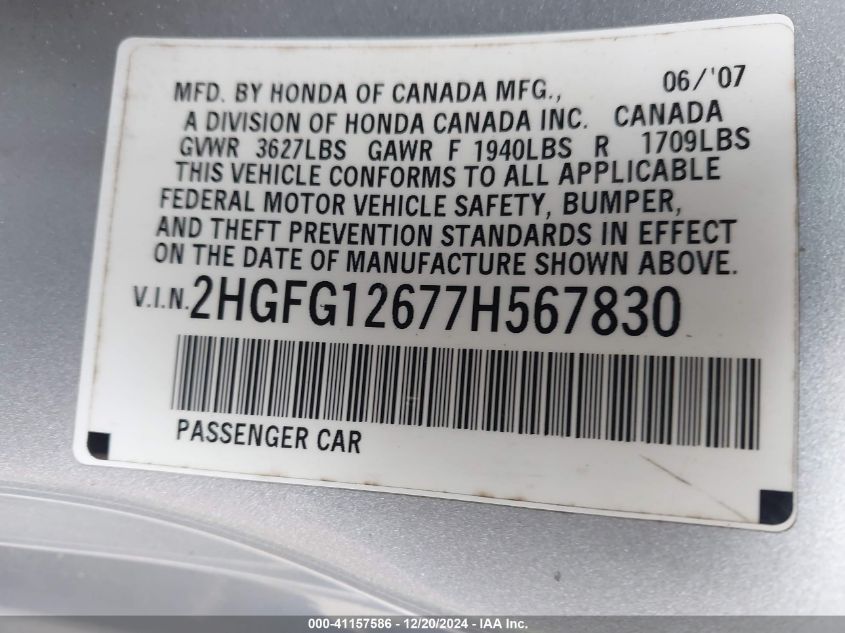 MFD. BY HONDA OF CANADA MFG., 06/'07
A DIVISION OF HONDA CANADA INC. CANADA
GVWR 3627LBS GAWR F 1940LBS R 1709LBS
THIS VEHICLE CONFORMS TO ALL APPLICABLE
FEDERAL MOTOR VEHICLE SAFETY, BUMPER,
AND THEFT PREVENTION STANDARDS IN EFFECT
ON THE DATE OF MANUFACTURE SHOWN ABOVE.
V.I.N. 2HGFG12677H567830
PASSENGER CAR
000-41157586 - 12/20/2024 - IAA Inc.